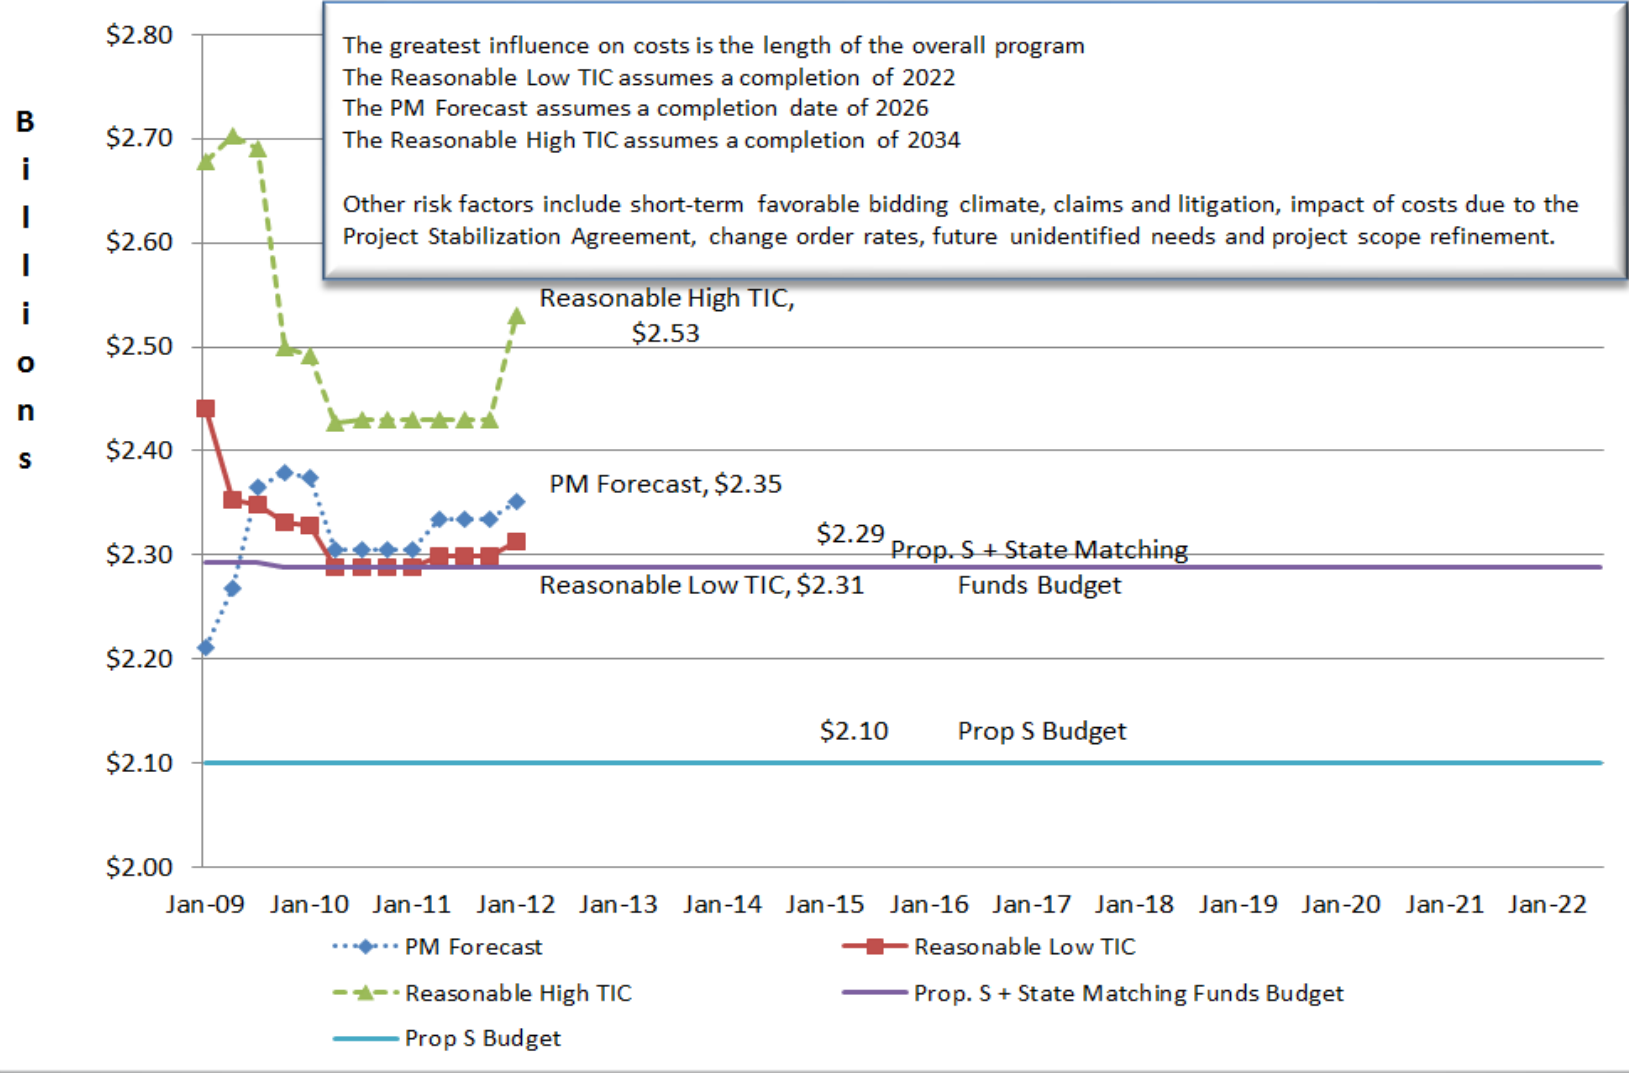 The greatest influence on costs is the length of the overall program
The Reasonable Low TIC assumes a completion of 2022
The PM Forecast assumes a completion date of 2026
The Reasonable High TIC assumes a completion of 2034
Other risk factors include short-term favorable bidding climate, claims and litigation, impact of costs due to the
Project Stabilization Agreement, change order rates, future unidentified needs and project scope refinement.
Billions
$2.80
$2.70
$2.60
$2.50
$2.40
$2.30
$2.20
$2.10
$2.00
Reasonable High TIC,
$2.53
PM Forecast, $2.35
$2.29
Prop. S + State Matching
Funds Budget
Reasonable Low TIC, $2.31
$2.10 Prop S Budget
Jan-09 Jan-10 Jan-11 Jan-12 Jan-13 Jan-14 Jan-15 Jan-16 Jan-17 Jan-18 Jan-19 Jan-20 Jan-21 Jan-22
PM Forecast
Reasonable Low TIC
Reasonable High TIC
Prop. S + State Matching Funds Budget
Prop S Budget